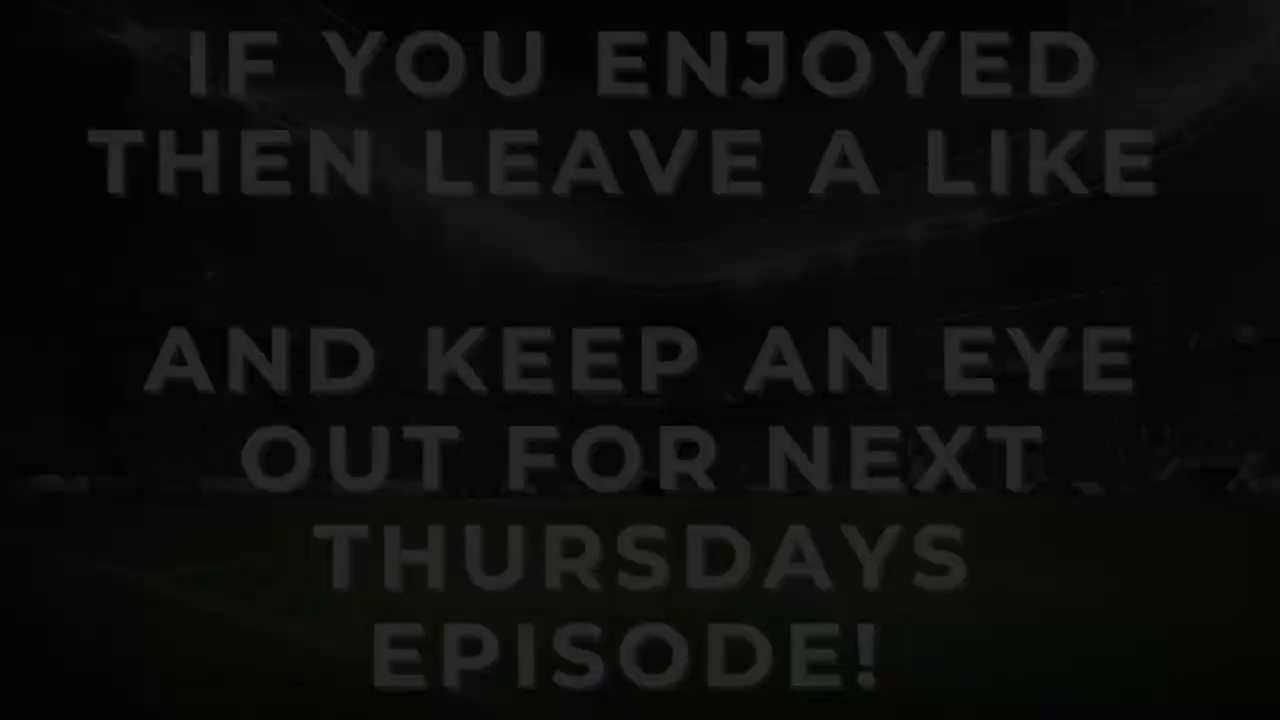 IF YOU ENJOYED
THEN LEAVE A LIKE
AND KEEP AN EYE
OUT FOR NEXT
THURSDAYS
EPISODE!